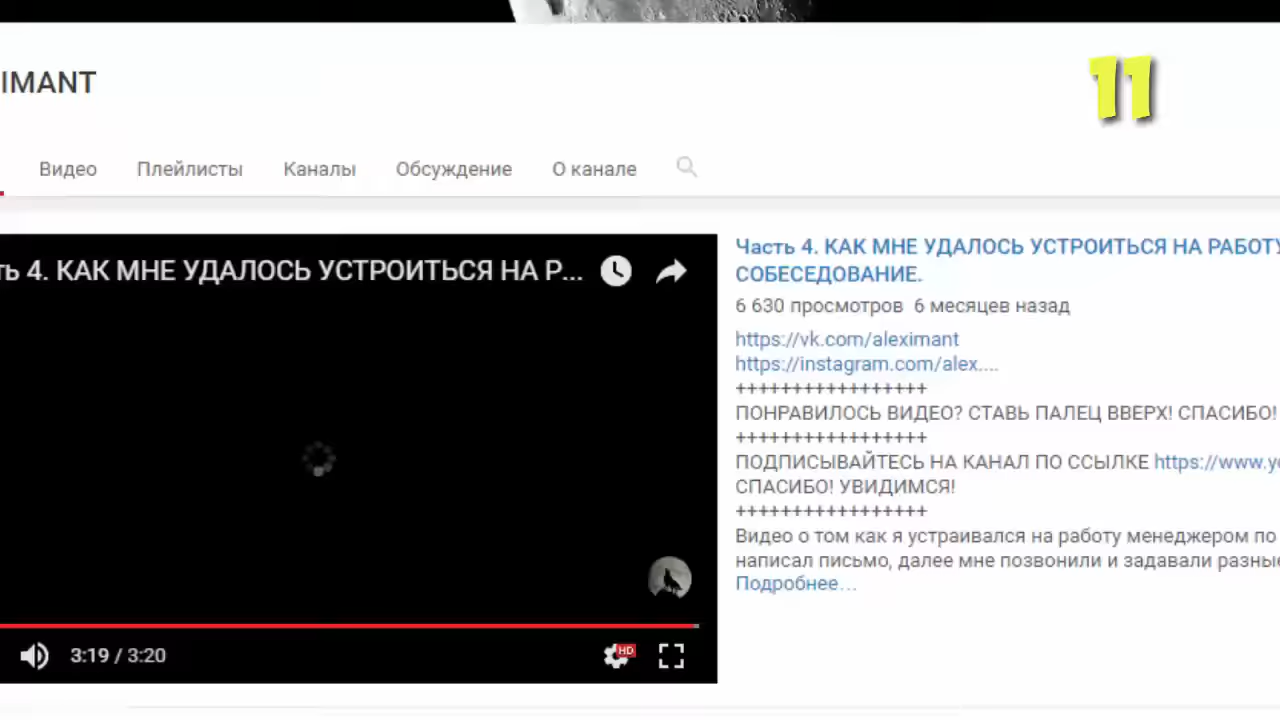 IMANT
11
Видео Плейлисты Каналы Обсуждение О канале
ть 4. КАК МНЕ УДАЛОСЬ УСТРОИТЬСЯ НА Р...
HD
3:19 / 3:20
Часть 4. КАК МНЕ УДАЛОСЬ УСТРОИТЬСЯ НА РАБОТУ
СОБЕСЕДОВАНИЕ.
6 630 просмотров 6 месяцев назад
https://vk.com/aleximant
https://instagram.com/alex....
+++++++++++++++++
ПОНРАВИЛОСЬ ВИДЕО? СТАВЬ ПАЛЕЦ ВВЕРХ! СПАСИБО!
+++++++++++++++++
ПОДПИСЫВАЙТЕСЬ НА КАНАЛ ПО ССЫЛКЕ https://www.yo
СПАСИБО! УВИДИМСЯ!
+++++++++++++++++
Видео о том как я устраивался на работу менеджером по
написал письмо, далее мне позвонили и задавали разные
Подробнее...